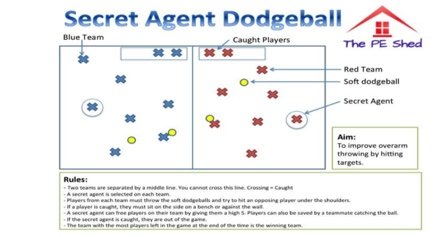 Secret Agent Dodgeball
The PE Shed
Blue Team
Caught Players
Red Team
Soft dodgeball
Secret Agent
Aim:
To improve overarm
throwing by hitting
targets.
Rules:
- Two teams are separated by a middle line. You cannot cross this line. Crossing = Caught
- A secret agent is selected on each team.
- Players from each team must throw the soft dodgeballs and try to hit an opposing player under the shoulders.
- If a player is caught, they must sit on the side on a bench or against the wall.
- A secret agent can free players on their team by giving them a high 5. Players can also be saved by a teammate catching the ball.
- If the secret agent is caught, they are out of the game.
- The team with the most players left in the game at the end of the time is the winning team.